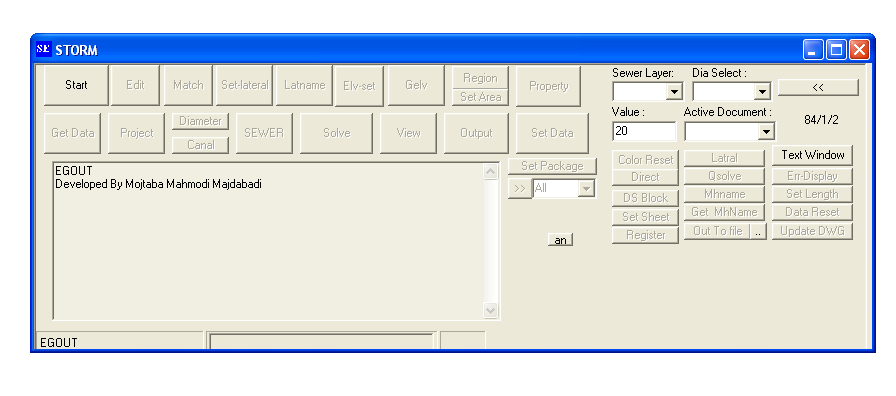 SE STORM
Start Edit Match Set-lateral Latname Elv-set Gelv Region Property
Set Area
Get Data Project Diameter SEWER Solve View Output Set Data
Canal
EGOUT
Developed By Mojtaba Mahmodi Majdabadi
Set Package
>> All
an
Sewer Layer: Dia Select :
<<
Value : Active Document :
20
84/1/2
Color Reset Latral Text Window
Direct Qsolve Err-Display
DS Block Mhname Set Length
Set Sheet Get MhName Data Reset
Register Out To file .. Update DWG
EGOUT